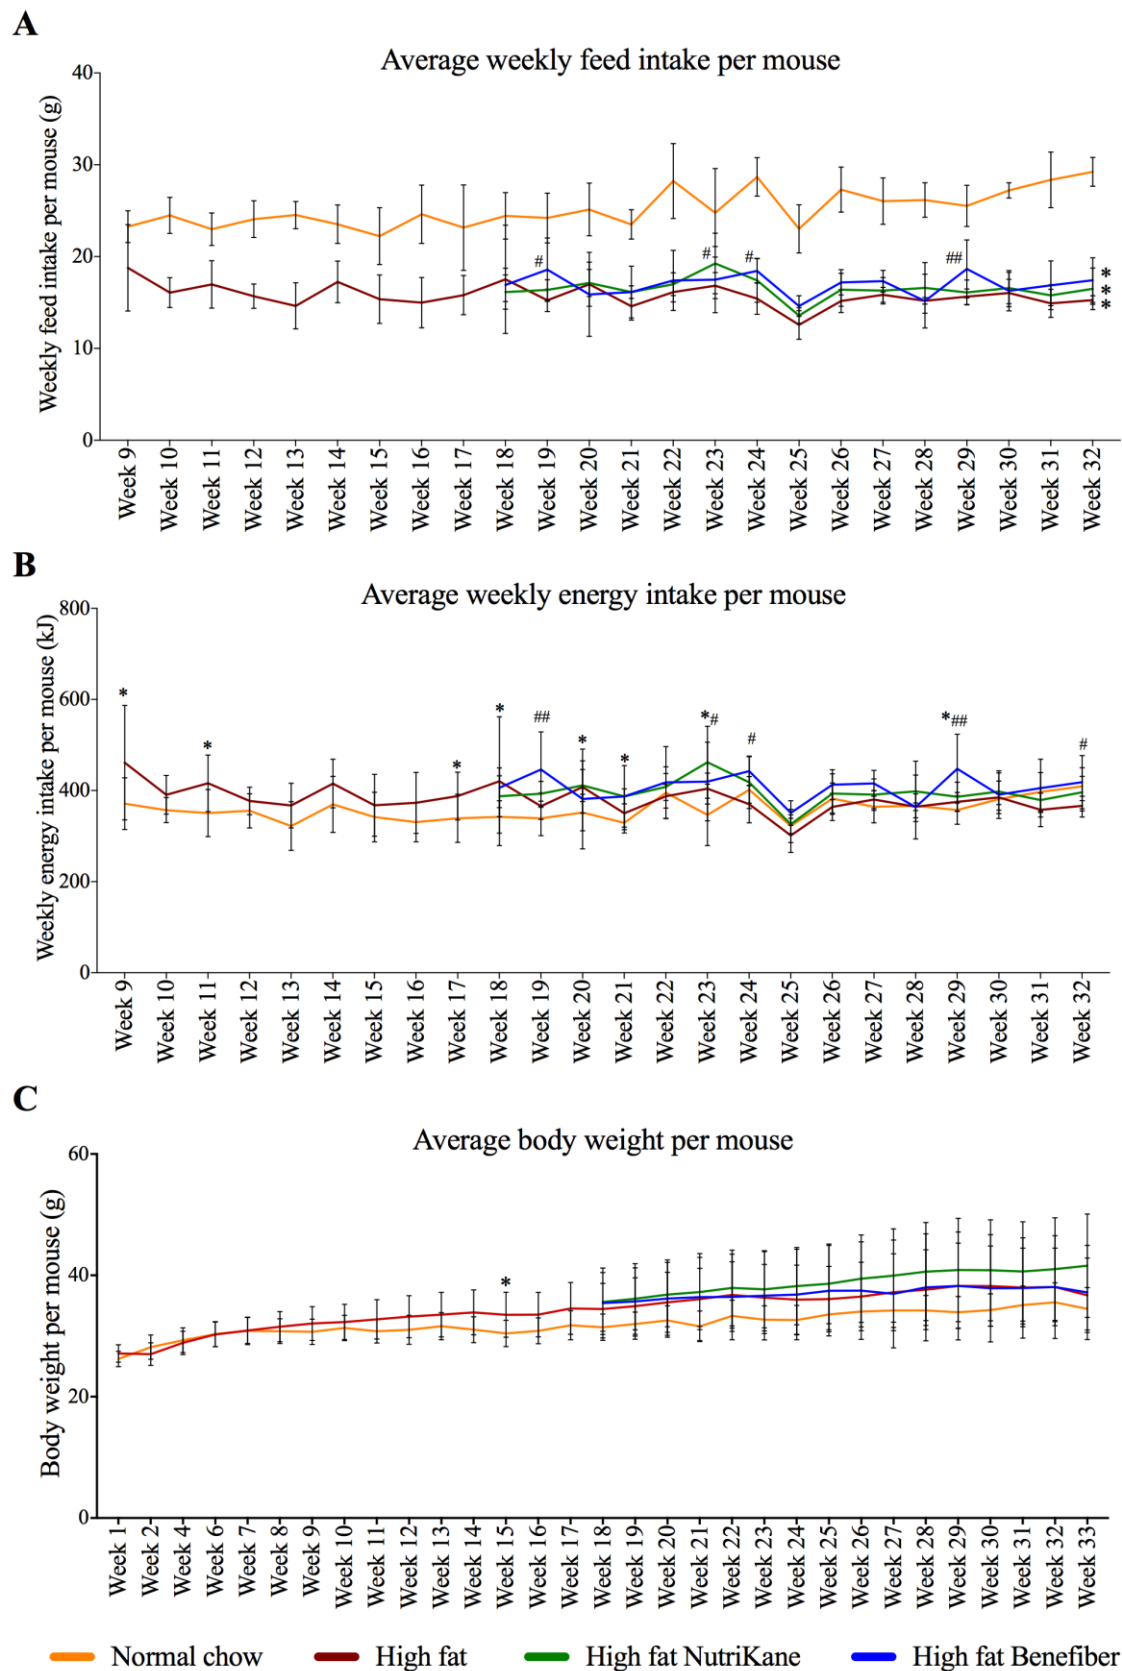 A
Average weekly feed intake per mouse
Weekly feed intake per mouse (g)
40
30
20
10
0
# # # ##
* * *
Week 9 Week 10 Week 11 Week 12 Week 13 Week 14 Week 15 Week 16 Week 17 Week 18 Week 19 Week 20 Week 21 Week 22 Week 23 Week 24 Week 25 Week 26 Week 27 Week 28 Week 29 Week 30 Week 31 Week 32
B
Average weekly energy intake per mouse
Weekly energy intake per mouse (kJ)
800
600
400
200
0
* * * * ## * * *# # *## #
Week 9 Week 10 Week 11 Week 12 Week 13 Week 14 Week 15 Week 16 Week 17 Week 18 Week 19 Week 20 Week 21 Week 22 Week 23 Week 24 Week 25 Week 26 Week 27 Week 28 Week 29 Week 30 Week 31 Week 32
C
Average body weight per mouse
Body weight per mouse (g)
60
40
20
0
*
Week 1 Week 2 Week 4 Week 6 Week 7 Week 8 Week 9 Week 10 Week 11 Week 12 Week 13 Week 14 Week 15 Week 16 Week 17 Week 18 Week 19 Week 20 Week 21 Week 22 Week 23 Week 24 Week 25 Week 26 Week 27 Week 28 Week 29 Week 30 Week 31 Week 32 Week 33
Normal chow High fat High fat NutriKane High fat Benefiber